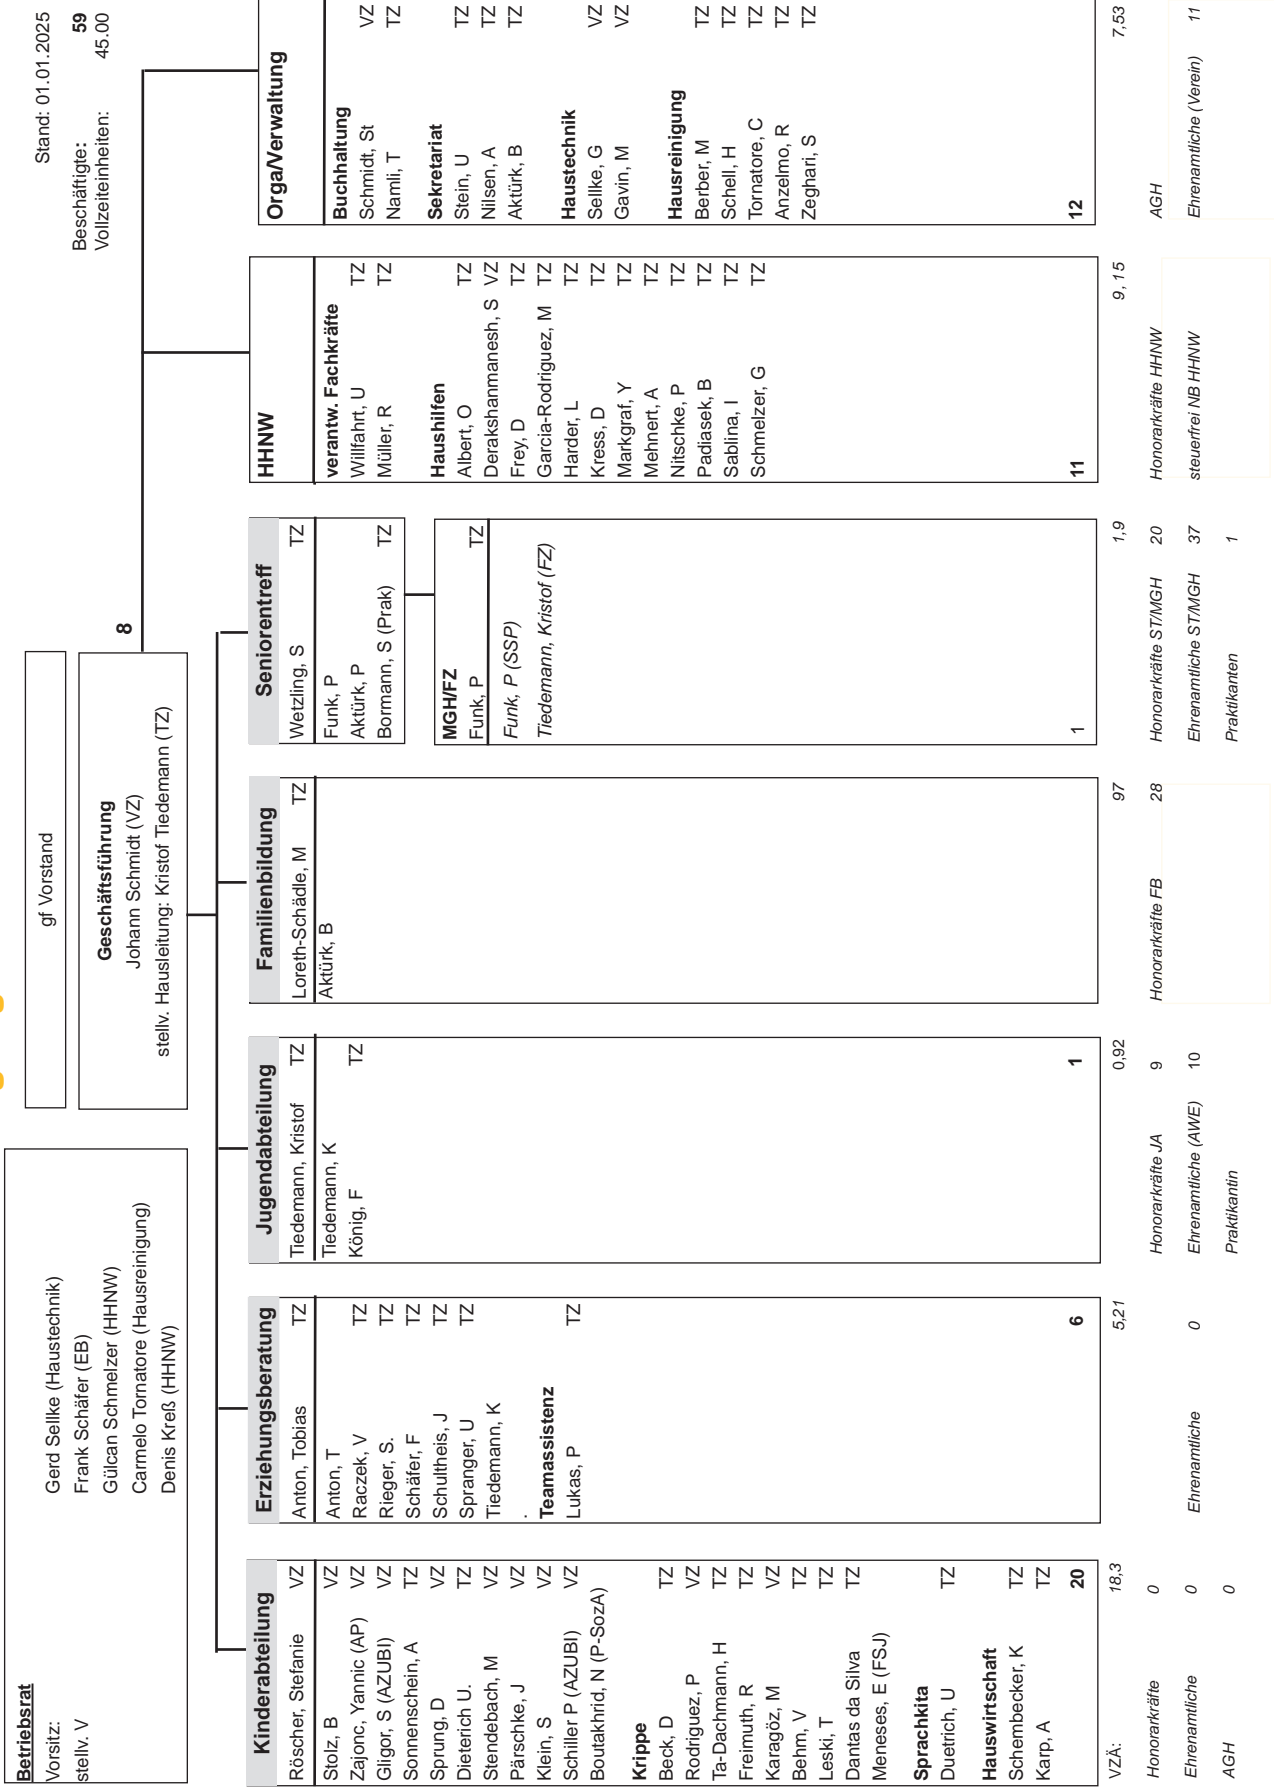 Stand: 01.01.2025
Beschäftigte: 59
Vollzeiteinheiten: 45.00
Betriebsrat
Vorsitz: Gerd Sellke (Haustechnik)
stellv. V Frank Schäfer (EB)
Gülcan Schmelzer (HHNW)
Carmelo Tornatore (Hausreinigung)
Denis Kreß (HHNW)
gf Vorstand
Geschäftsführung
Johann Schmidt (VZ)
stellv. Hausleitung: Kristof Tiedemann (TZ)
8
Kinderabteilung
Röscher, Stefanie VZ
Stolz, B VZ
Zajonc, Yannic (AP) VZ
Gligor, S (AZUBI) VZ
Sonnenschein, A TZ
Sprung, D VZ
Dieterich U. TZ
Stendebach, M VZ
Pärschke, J VZ
Klein, S VZ
Schiller P (AZUBI) VZ
Boutakhrid, N (P-SozA)
Krippe
Beck, D TZ
Rodriguez, P VZ
Ta-Dachmann, H TZ
Freimuth, R TZ
Karagöz, M VZ
Behm, V TZ
Leski, T TZ
Dantas da Silva TZ
Meneses, E (FSJ)
Sprachkita
Duetrich, U TZ
Hauswirtschaft
Schembecker, K TZ
Karp, A TZ
20
VZÄ: 18,3
Honorarkräfte 0
Ehrenamtliche 0
AGH 0
Erziehungsberatung
Anton, Tobias TZ
Anton, T
Raczek, V TZ
Rieger, S. TZ
Schäfer, F TZ
Schultheis, J TZ
Spranger, U TZ
Tiedemann, K
.
Teamassistenz
Lukas, P TZ
6
5,21
Ehrenamtliche 0
Jugendabteilung
Tiedemann, Kristof TZ
Tiedemann, K
König, F TZ
1
0,92
Honorarkräfte JA 9
Ehrenamtliche (AWE) 10
Praktikantin
Familienbildung
Loreth-Schädle, M TZ
Aktürk, B
97
Honorarkräfte FB 28
Seniorentreff
Wetzling, S TZ
Funk, P
Aktürk, P
Bormann, S (Prak) TZ
MGH/FZ
Funk, P TZ
Funk, P (SSP)
Tiedemann, Kristof (FZ)
1
1,9
Honorarkräfte ST/MGH 20
Ehrenamtliche ST/MGH 37
Praktikanten 1
HHNW
verantw. Fachkräfte
Willfahrt, U TZ
Müller, R TZ
Haushilfen
Albert, O TZ
Derakshanmanesh, S VZ
Frey, D TZ
Garcia-Rodriguez, M TZ
Harder, L TZ
Kress, D TZ
Markgraf, Y TZ
Mehnert, A TZ
Nitschke, P TZ
Padiasek, B TZ
Sablina, I TZ
Schmelzer, G TZ
11
9,15
Honorarkräfte HHNW
steuerfrei NB HHNW
Orga/Verwaltung
Buchhaltung
Schmidt, St VZ
Namli, T TZ
Sekretariat
Stein, U TZ
Nilsen, A TZ
Aktürk, B TZ
Haustechnik
Sellke, G VZ
Gavin, M VZ
Hausreinigung
Berber, M TZ
Schell, H TZ
Tornatore, C TZ
Anzelmo, R TZ
Zeghari, S TZ
12
7,53
AGH
Ehrenamtliche (Verein) 11